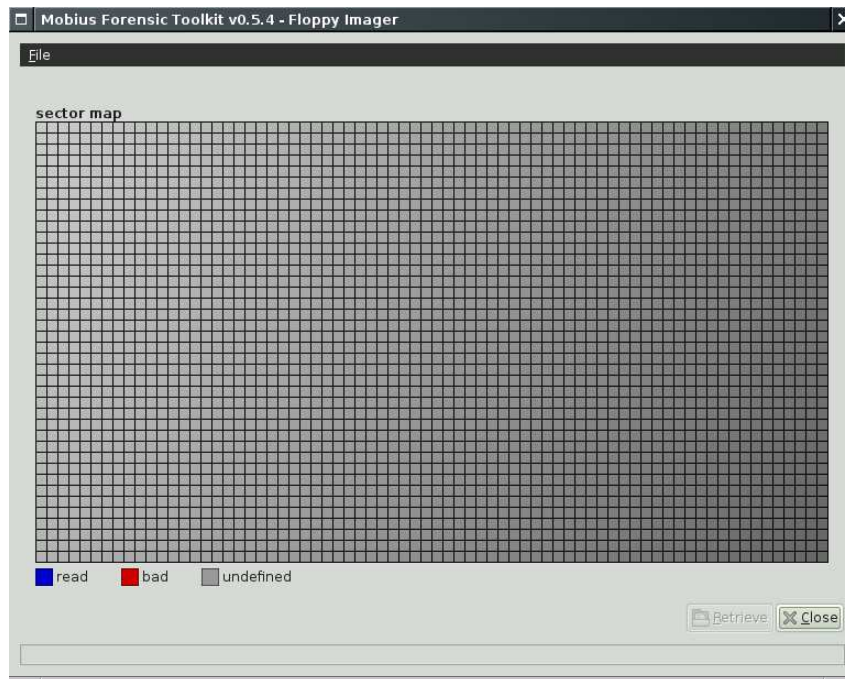 Mobius Forensic Toolkit v0.5.4 - Floppy Imager
File
sector map
read bad undefined
Retrieve Close